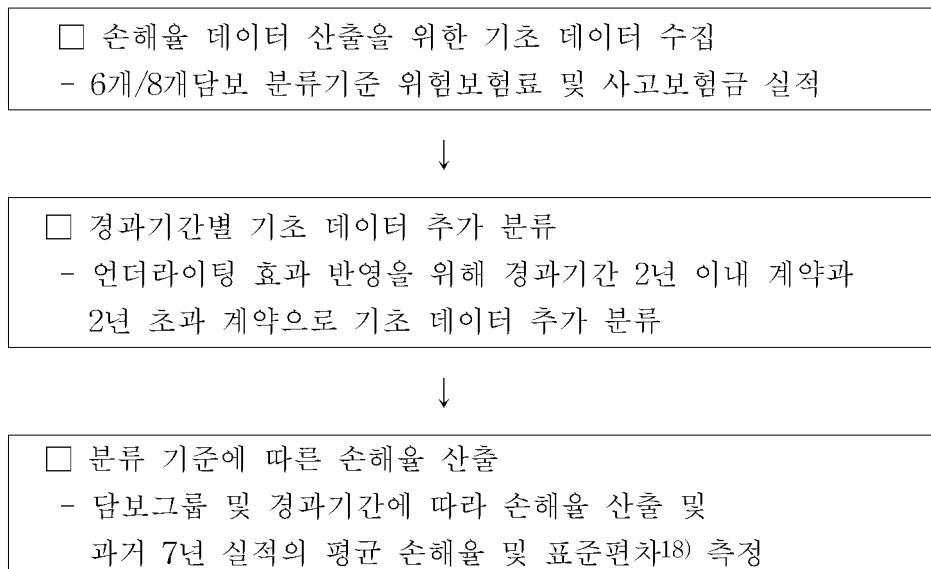 □ 손해율 데이터 산출을 위한 기초 데이터 수집
- 6개/8개담보 분류기준 위험보험료 및 사고보험금 실적
↓
□ 경과기간별 기초 데이터 추가 분류
- 언더라이팅 효과 반영을 위해 경과기간 2년 이내 계약과
2년 초과 계약으로 기초 데이터 추가 분류
↓
□ 분류 기준에 따른 손해율 산출
- 담보그룹 및 경과기간에 따라 손해율 산출 및
과거 7년 실적의 평균 손해율 및 표준편차18) 측정